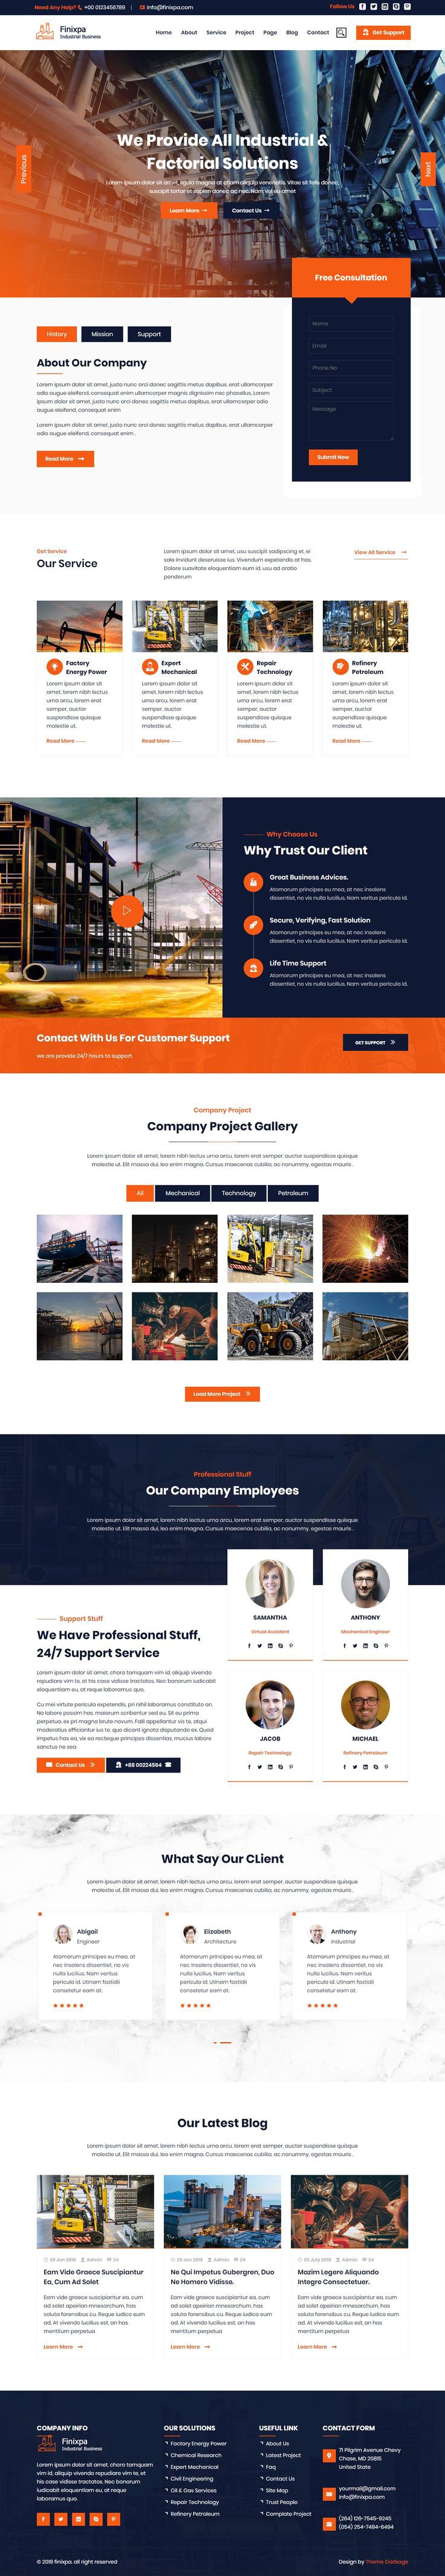 Need Any Help? +00 0123456789 | info@finixpa.com Follow Us
Finixpa
Industrial Business
Home About Service Project Page Blog Contact Get Support
We Provide All Industrial &
Factorial Solutions
Lorem ipsum dolor sit amet, ligula magna at etiam aliquip venenatis. Vitae sit felis donec,
suscipit tortor et sapien donec ac nec. Nam vel eu amet
Learn More Contact Us
Previous
Next
Free Consultation
Name
Email
Phone No
Subject
Message
Submit Now
History Mission Support
About Our Company
Lorem ipsum dolor sit amet, justo nunc orci donec sagittis metus dapibus, erat ullamcorper
odio augue eleifend, consequat enim ullamcorper magnis dignissim nec phasellus, Lorem
ipsum dolor sit amet, justo nunc orci donec sagittis metus dapibus, erat ullamcorper odio
augue eleifend, consequat enim
Lorem ipsum dolor sit amet, justo nunc orci donec sagittis metus dapibus, erat ullamcorper
odio augue eleifend, consequat enim .
Read More
Get Service
Our Service
Lorem ipsum dolor sit amet, usu suscipit sadipscing et, ei
sale invidunt deseruisse ius. Vivendum expetendis at has.
Dolore suavitate eloquentiam eum id, usu ad oratio
ponderum
View All Service
Factory
Energy Power
Lorem ipsum dolor sit
amet, lorem nibh lectus
urna arcu, lorem erat
semper, auctor
suspendisse quisque
molestie ut.
Read More
Expert
Mechanical
Lorem ipsum dolor sit
amet, lorem nibh lectus
urna arcu, lorem erat
semper, auctor
suspendisse quisque
molestie ut.
Read More
Repair
Technology
Lorem ipsum dolor sit
amet, lorem nibh lectus
urna arcu, lorem erat
semper, auctor
suspendisse quisque
molestie ut.
Read More
Refinery
Petroleum
Lorem ipsum dolor sit
amet, lorem nibh lectus
urna arcu, lorem erat
semper, auctor
suspendisse quisque
molestie ut.
Read More
Why Choose Us
Why Trust Our Client
Great Business Advices.
Atomorum principes eu mea, at nec insolens
dissentiet, no vis nulla lucilius. Nam veritus pericula id.
Secure, Verifying, Fast Solution
Atomorum principes eu mea, at nec insolens
dissentiet, no vis nulla lucilius. Nam veritus pericula id.
Life Time Support
Atomorum principes eu mea, at nec insolens
dissentiet, no vis nulla lucilius. Nam veritus pericula id.
Contact With Us For Customer Support
we are provide 24/7 hours to support.
GET SUPPORT
Company Project
Company Project Gallery
Lorem ipsum dolor sit amet, lorem nibh lectus urna arcu, lorem erat semper, auctor suspendisse quisque
molestie ut. Elit massa dui, leo enim magna. Cursus maecenas cubilia, ac nonummy, egestas mauris .
All Mechanical Technology Petroleum
Load More Project
Professional Stuff
Our Company Employees
Lorem ipsum dolor sit amet, lorem nibh lectus urna arcu, lorem erat semper, auctor suspendisse quisque
molestie ut. Elit massa dui, leo enim magna. Cursus maecenas cubilia, ac nonummy, egestas mauris .
SAMANTHA
Virtual Assistant
ANTHONY
Mechanical Engineer
Support Stuff
We Have Professional Stuff,
24/7 Support Service
Lorem ipsum dolor sit amet, choro tamquam vim id, aliquip vivendo
repudiare vim te, et his case vidisse tractatos. Nec bonorum iudicabit
eloquentiam eu, at reque laboramus quo.
Cu mei virtute pericula expetendis, pri nihil laboramus constituto an.
No labore possim has, maiorum scribentur est ut. Sit eu prima
perpetua, ex pri magna blandit novum. Falli appellantur vis te, atqui
moderatius efficiantur ius te, quo dicant ignota disputando ex. Quod
impetus has ea, vix ea recteque principes dissentias, mucius labores
sanctus ne sea.
Contact Us +88 00224564
JACOB
Repair Technology
MICHAEL
Refinery Petroleum
What Say Our CLient
Lorem ipsum dolor sit amet, lorem nibh lectus urna arcu, lorem erat semper, auctor suspendisse quisque
molestie ut. Elit massa dui, leo enim magna. Cursus maecenas cubilia, ac nonummy, egestas mauris .
Abigail
Engineer
Atomorum principes eu mea, at
nec insolens dissentiet, no vis
nulla lucilius. Nam veritus
pericula id. Utinam fastidii
consetetur eam at.
Elizabeth
Architecture
Atomorum principes eu mea, at
nec insolens dissentiet, no vis
nulla lucilius. Nam veritus
pericula id. Utinam fastidii
consetetur eam at.
Anthony
Industrial
Atomorum principes eu mea, at
nec insolens dissentiet, no vis
nulla lucilius. Nam veritus
pericula id. Utinam fastidii
consetetur eam at.
Our Latest Blog
Lorem ipsum dolor sit amet, lorem nibh lectus urna arcu, lorem erat semper, auctor suspendisse quisque
molestie ut. Elit massa dui, leo enim magna. Cursus maecenas cubilia, ac nonummy, egestas mauris .
Admin 24
Eam Vide Graece Suscipiantur
Ea, Cum Ad Solet
Eam vide graece suscipiantur ea, cum
ad solet aperiri mnesarchum, has
soluta forensibus cu. Reque iudico eum
ad. At vivendo lucilius est, an has
mentitum perpetua
Learn More
Admin 24
Ne Qui Impetus Gubergren, Duo
No Homero Vidisse.
Eam vide graece suscipiantur ea, cum
ad solet aperiri mnesarchum, has
soluta forensibus cu. Reque iudico eum
ad. At vivendo lucilius est, an has
mentitum perpetua
Learn More
Admin 24
Mazim Legere Aliquando
Integre Consectetuer.
Eam vide graece suscipiantur ea, cum
ad solet aperiri mnesarchum, has
soluta forensibus cu. Reque iudico eum
ad. At vivendo lucilius est, an has
mentitum perpetua
Learn More
COMPANY INFO
Finixpa
Industrial Business
Lorem ipsum dolor sit amet, choro tamquam
vim id, aliquip vivendo repudiare vim te, et
his case vidisse tractatos. Nec bonorum
iudicabit eloquentiam eu, at reque
laboramus quo.
OUR SOLUTIONS
Factory Energy Power
Chemical Research
Expert Mechanical
Civil Engineering
Oil & Gas Services
Repair Technology
Refinery Petroleum
USEFUL LINK
About Us
Latest Project
Faq
Contact Us
Site Map
Trust People
Complate Project
CONTACT FORM
71 Pilgrim Avenue Chevy
Chase, MD 20815
United State
yourmail@gmail.com
info@finixpa.com
(264) 128-7545-9245
(054) 254-7494-6494
© 2019 finixpa. all right reserved
Design by Theme Garbage